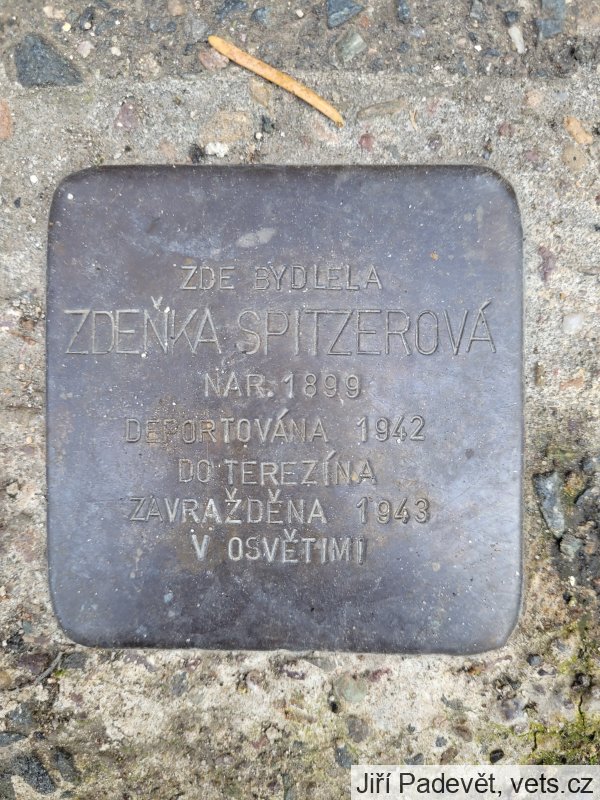 ZDE BYDLELA
ZDEŇKA SPITZEROVÁ
NAR. 1899
DEPORTOVÁNA 1942
DO TEREZÍNA
ZAVRAŽDĚNA 1943
V OSVĚTIMI
Jiří Padevět, vets.cz